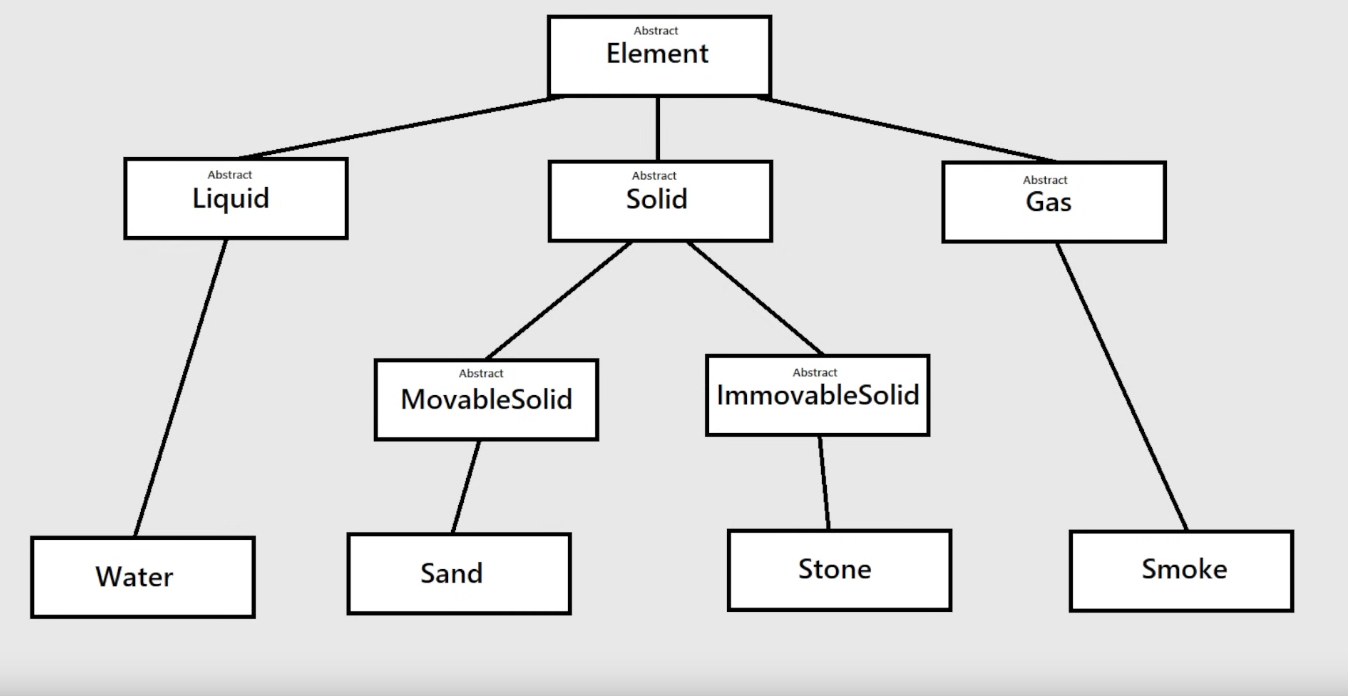 Abstract
Element
Abstract
Liquid
Abstract
Solid
Abstract
Gas
Abstract
MovableSolid
Abstract
ImmovableSolid
Water
Sand
Stone
Smoke